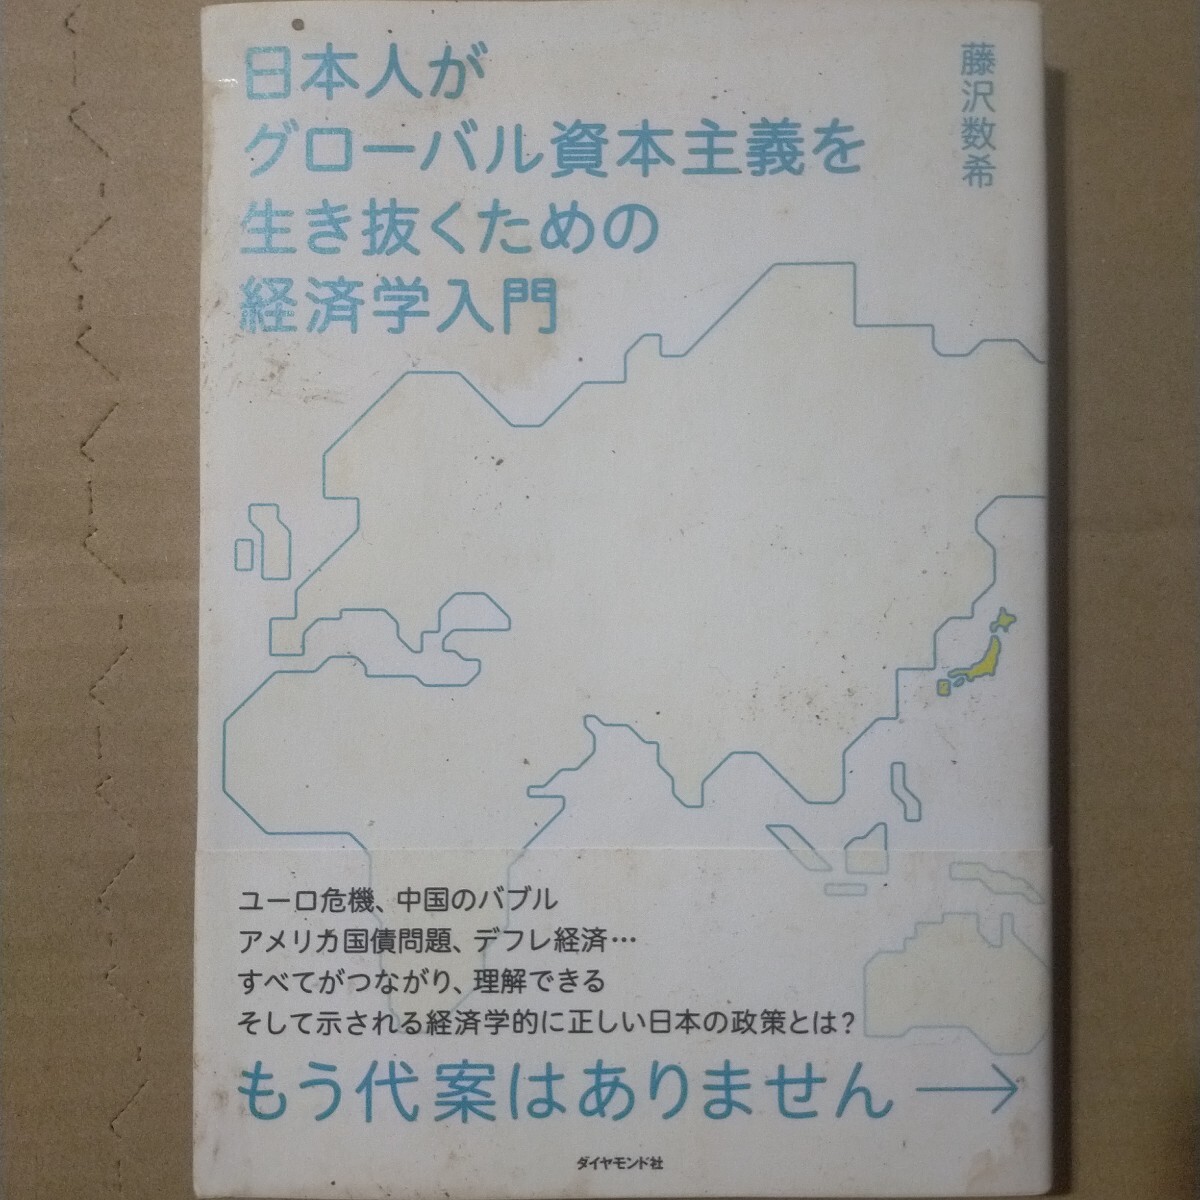 日本人が
グローバル資本主義を
生き抜くための
経済学入門
藤沢数希
ユーロ危機、中国のバブル
アメリカ国債問題、デフレ経済…
すべてがつながり、理解できる
そして示される経済学的に正しい日本の政策とは?
もう代案はありません→
ダイヤモンド社